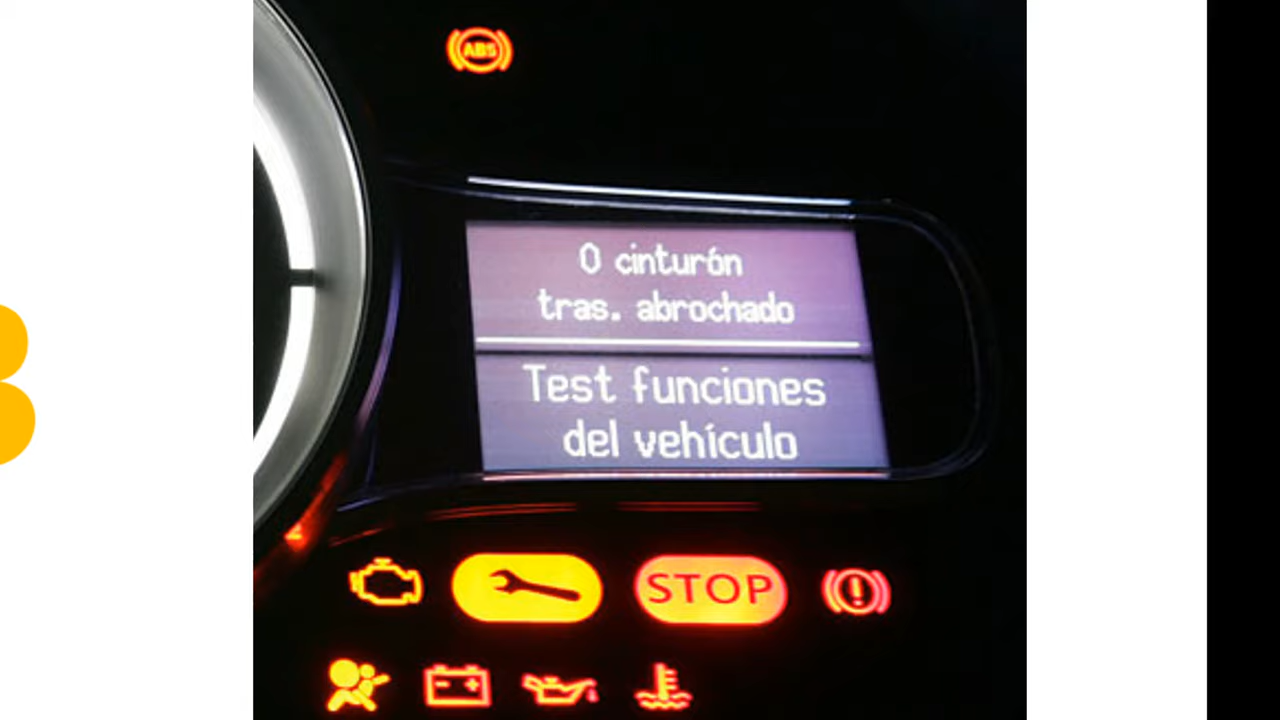 ABS
0 cinturón
tras. abrochado
Test funciones
del vehículo
STOP